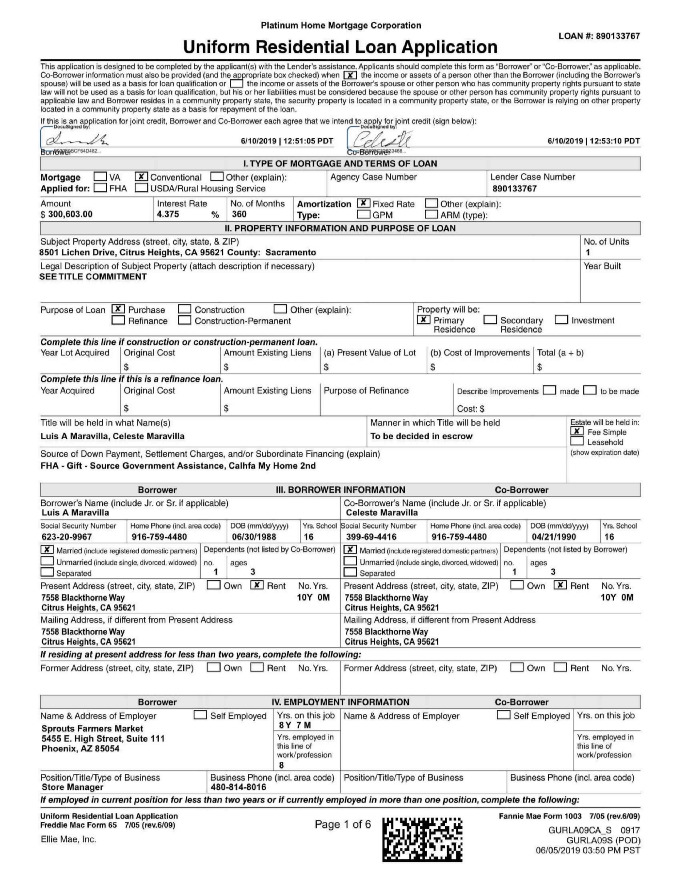 Platinum Home Mortgage Corporation
LOAN #: 890133767
Uniform Residential Loan Application
This application is designed to be completed by the applicant(s) with the Lender's assistance. Applicants should complete this form as "Borrower" or "Co-Borrower," as applicable.
Co-Borrower information must also be provided (and the appropriate box checked) when X the income or assets of a person other than the Borrower (including the Borrower's
spouse) will be used as a basis for loan qualification or the income or assets of the Borrower's spouse or other person who has community property rights pursuant to state
law will not be used as a basis for loan qualification, but his or her liabilities must be considered because the spouse or other person has community property rights pursuant to
applicable law and Borrower resides in a community property state, the security property is located in a community property state, or the Borrower is relying on other property
located in a community property state as a basis for repayment of the loan.
If this is an application for joint credit, Borrower and Co-Borrower each agree that we intend to apply for joint credit (sign below):
DocuSigned by: DocuSigned by:
6/10/2019 | 12:51:05 PDT 6/10/2019 | 12:53:10 PDT
Borrower Co-Borrower
I. TYPE OF MORTGAGE AND TERMS OF LOAN
Mortgage VA X Conventional Other (explain): Agency Case Number Lender Case Number
Applied for: FHA USDA/Rural Housing Service 890133767
Amount Interest Rate No. of Months Amortization X Fixed Rate Other (explain):
$ 300,603.00 4.375 % 360 Type: GPM ARM (type):
II. PROPERTY INFORMATION AND PURPOSE OF LOAN
Subject Property Address (street, city, state, & ZIP) No. of Units
8501 Lichen Drive, Citrus Heights, CA 95621 County: Sacramento 1
Legal Description of Subject Property (attach description if necessary) Year Built
SEE TITLE COMMITMENT
Purpose of Loan X Purchase Construction Other (explain): Property will be:
Refinance Construction-Permanent X Primary Residence Secondary Residence Investment
Complete this line if construction or construction-permanent loan.
Year Lot Acquired Original Cost Amount Existing Liens (a) Present Value of Lot (b) Cost of Improvements Total (a + b)
$ $ $ $ $
Complete this line if this is a refinance loan.
Year Acquired Original Cost Amount Existing Liens Purpose of Refinance Describe Improvements made to be made
$ $ Cost: $
Title will be held in what Name(s) Manner in which Title will be held Estate will be held in:
Luis A Maravilla, Celeste Maravilla To be decided in escrow X Fee Simple
Leasehold
Source of Down Payment, Settlement Charges, and/or Subordinate Financing (explain) (show expiration date)
FHA - Gift - Source Government Assistance, Calhfa My Home 2nd
Borrower III. BORROWER INFORMATION Co-Borrower
Borrower's Name (include Jr. or Sr. if applicable) Co-Borrower's Name (include Jr. or Sr. if applicable)
Luis A Maravilla Celeste Maravilla
Social Security Number Home Phone (incl. area code) DOB (mm/dd/yyyy) Yrs. School Social Security Number Home Phone (incl. area code) DOB (mm/dd/yyyy) Yrs. School
623-20-9967 916-759-4480 06/30/1988 16 399-69-4416 916-759-4480 04/21/1990 16
X Married (include registered domestic partners) Dependents (not listed by Co-Borrower) X Married (include registered domestic partners) Dependents (not listed by Borrower)
Unmarried (include single, divorced, widowed) no. ages Unmarried (include single, divorced, widowed) no. ages
Separated 1 3 Separated 1 3
Present Address (street, city, state, ZIP) Own X Rent No. Yrs. Present Address (street, city, state, ZIP) Own X Rent No. Yrs.
7558 Blackthorne Way 10Y 0M 7558 Blackthorne Way 10Y 0M
Citrus Heights, CA 95621 Citrus Heights, CA 95621
Mailing Address, if different from Present Address Mailing Address, if different from Present Address
7558 Blackthorne Way 7558 Blackthorne Way
Citrus Heights, CA 95621 Citrus Heights, CA 95621
If residing at present address for less than two years, complete the following:
Former Address (street, city, state, ZIP) Own Rent No. Yrs. Former Address (street, city, state, ZIP) Own Rent No. Yrs.
Borrower IV. EMPLOYMENT INFORMATION Co-Borrower
Name & Address of Employer Self Employed Yrs. on this job Name & Address of Employer Self Employed Yrs. on this job
Sprouts Farmers Market 8 Y 7 M
5455 E. High Street, Suite 111 Yrs. employed in this line of work/profession Yrs. employed in this line of work/profession
Phoenix, AZ 85054
8
Position/Title/Type of Business Business Phone (incl. area code) Position/Title/Type of Business Business Phone (incl. area code)
Store Manager 480-814-8016
If employed in current position for less than two years or if currently employed in more than one position, complete the following:
Uniform Residential Loan Application Fannie Mae Form 1003 7/05 (rev.6/09)
Freddie Mac Form 65 7/05 (rev.6/09) Page 1 of 6
Ellie Mae, Inc. GURLA09CA_S 0917
GURLA09S (POD)
06/05/2019 03:50 PM PST